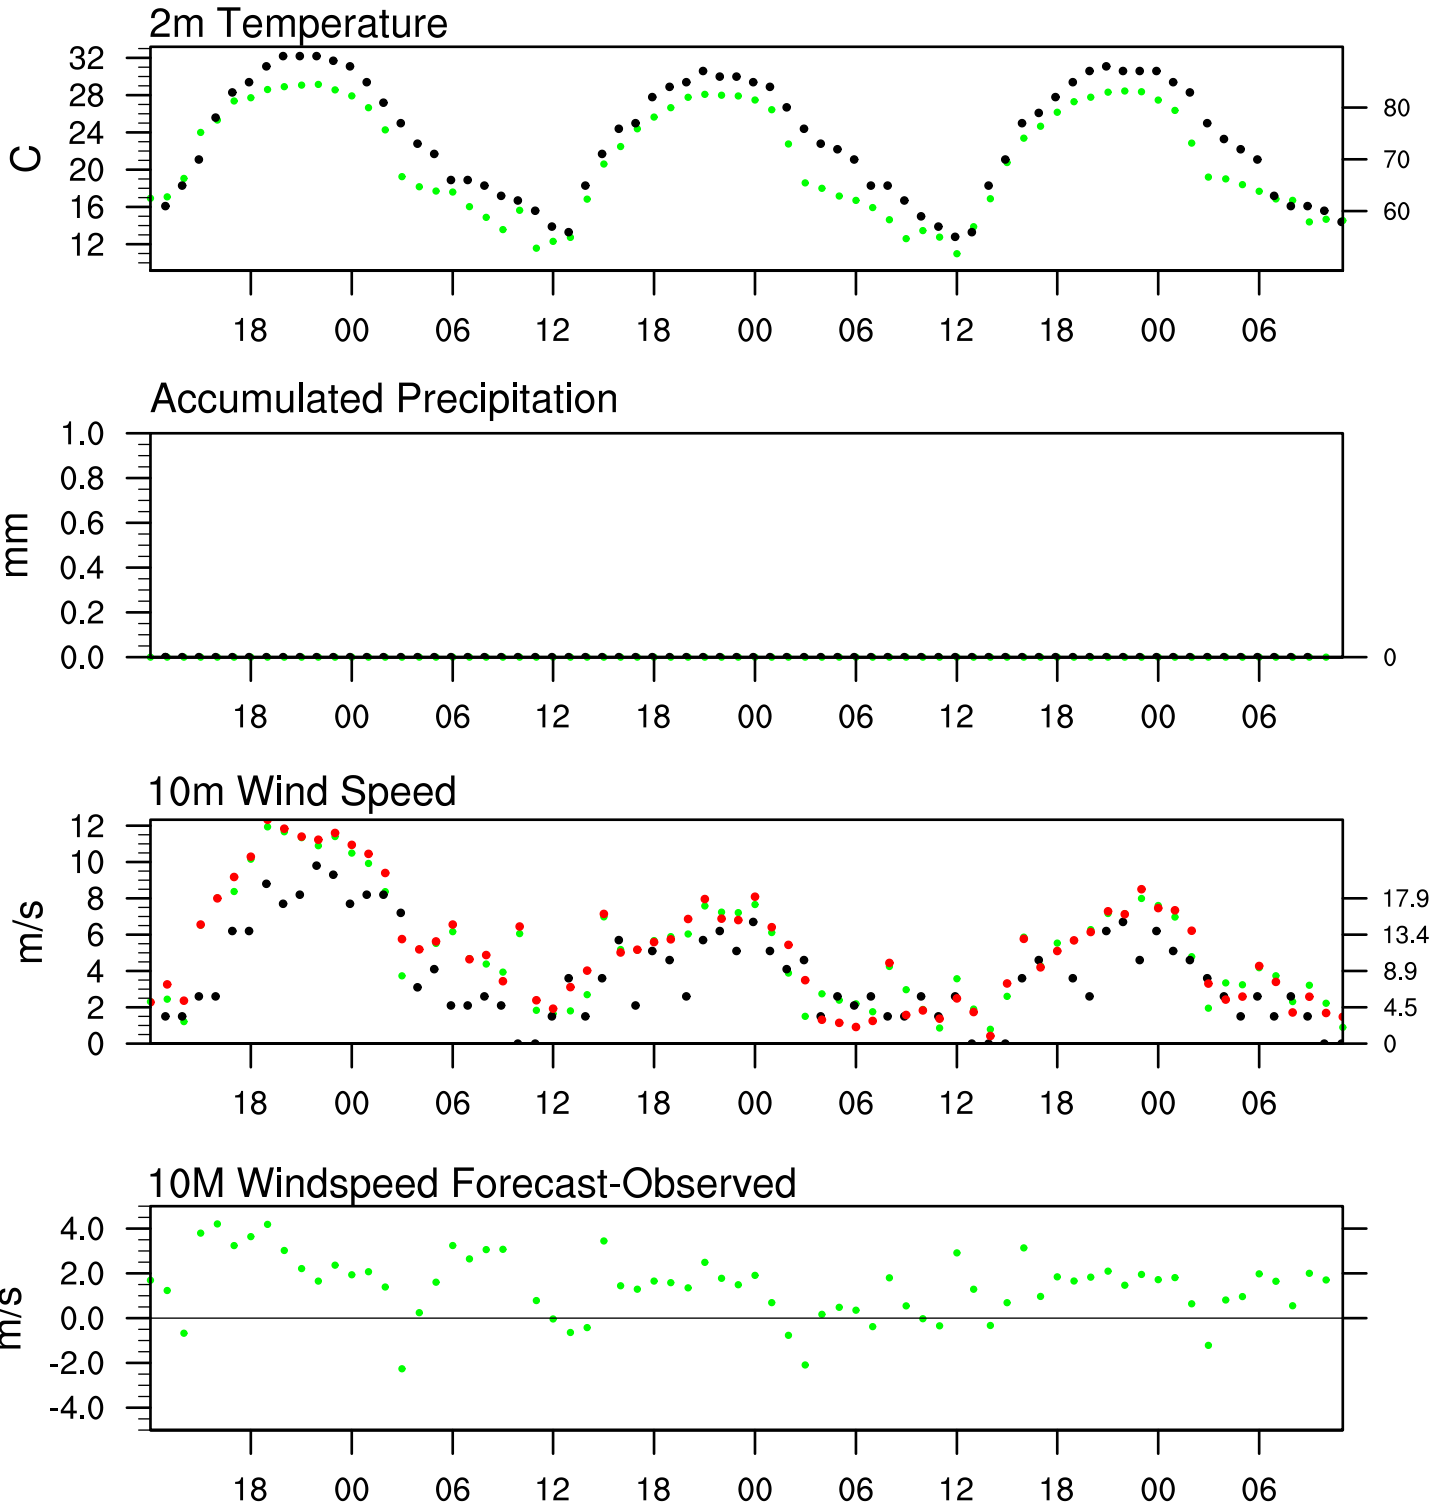 2m Temperature
32
28
24
20
16
12
C
80
70
60
18 00 06 12 18 00 06 12 18 00 06
Accumulated Precipitation
1.0
0.8
0.6
0.4
0.2
0.0
mm
0
18 00 06 12 18 00 06 12 18 00 06
10m Wind Speed
12
10
8
6
4
2
0
m/s
17.9
13.4
8.9
4.5
0
18 00 06 12 18 00 06 12 18 00 06
10M Windspeed Forecast-Observed
4.0
2.0
0.0
-2.0
-4.0
m/s
18 00 06 12 18 00 06 12 18 00 06